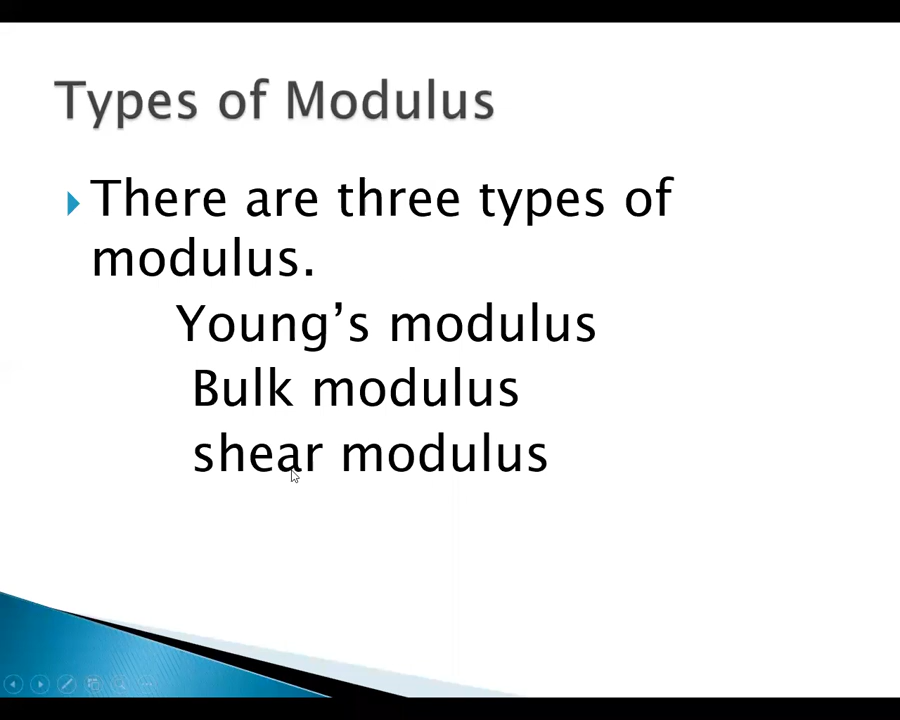 Types of Modulus
There are three types of
modulus.
Young’s modulus
Bulk modulus
shear modulus